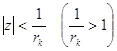 |z| < 1/r_k (1/r_k > 1)